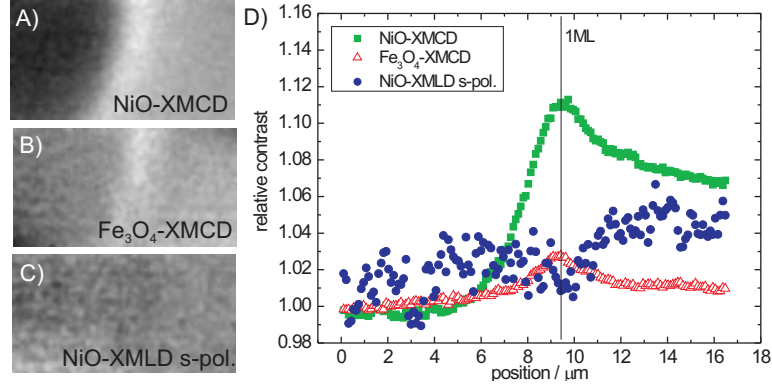 A)
NiO-XMCD
B)
Fe₃O₄-XMCD
C)
NiO-XMLD s-pol.
D)
1.16
1.14
1.12
1.10
1.08
1.06
1.04
1.02
1.00
0.98
relative contrast
NiO-XMCD
Fe₃O₄-XMCD
NiO-XMLD s-pol.
1ML
0 2 4 6 8 10 12 14 16 18
position / µm